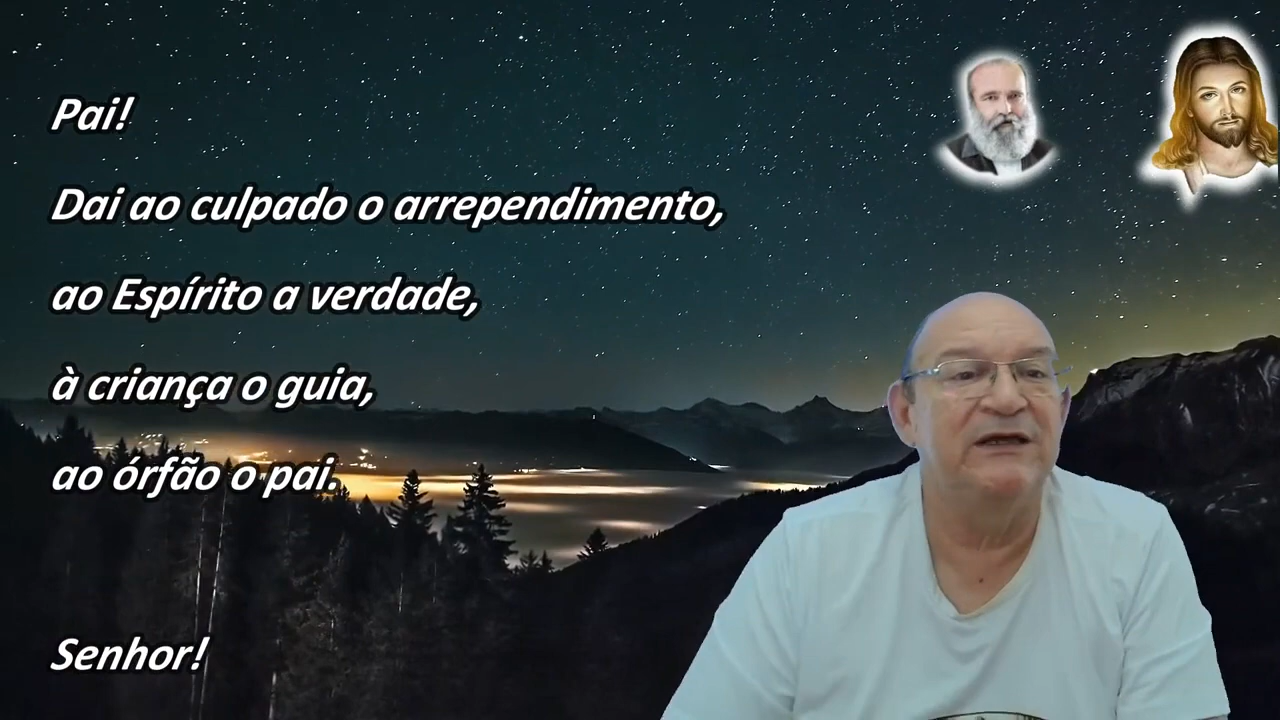 Pai!
Dai ao culpado o arrependimento,
ao Espírito a verdade,
à criança o guia,
ao órfão o pai.
Senhor!